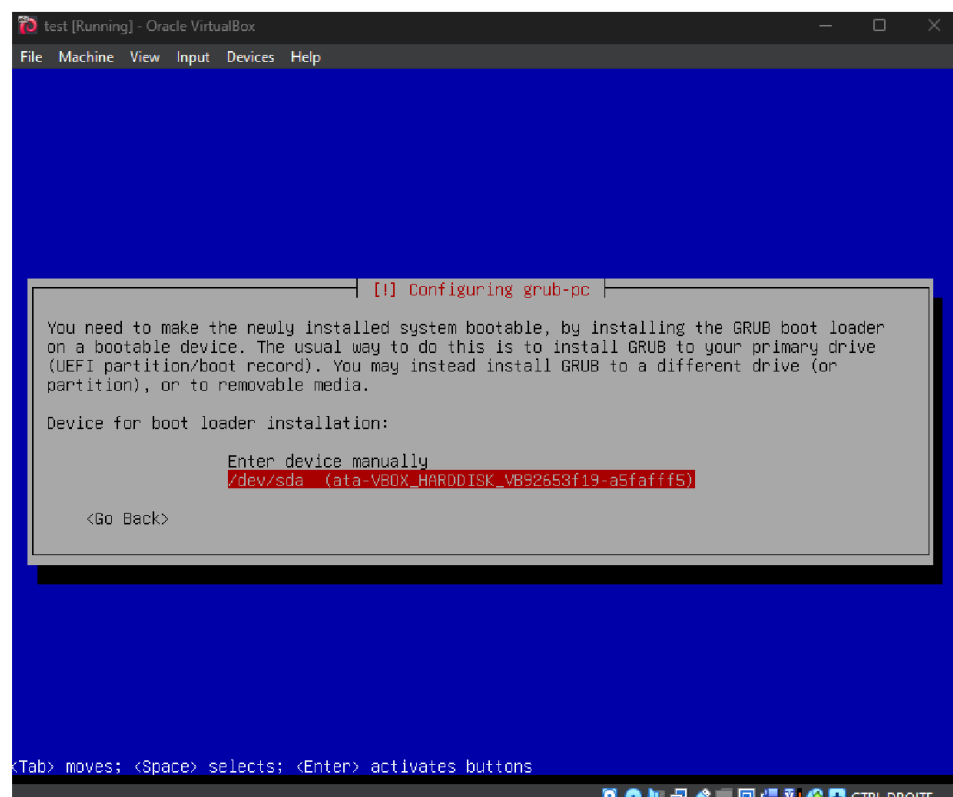 test [Running] - Oracle VirtualBox
File Machine View Input Devices Help
[!] Configuring grub-pc
You need to make the newly installed system bootable, by installing the GRUB boot loader
on a bootable device. The usual way to do this is to install GRUB to your primary drive
(UEFI partition/boot record). You may instead install GRUB to a different drive (or
partition), or to removable media.
Device for boot loader installation:
Enter device manually
/dev/sda (ata-VBOX_HARDDISK_VB92653f19-a5fafff5)
<Go Back>
<Tab> moves; <Space> selects; <Enter> activates buttons
CTRL DROITE